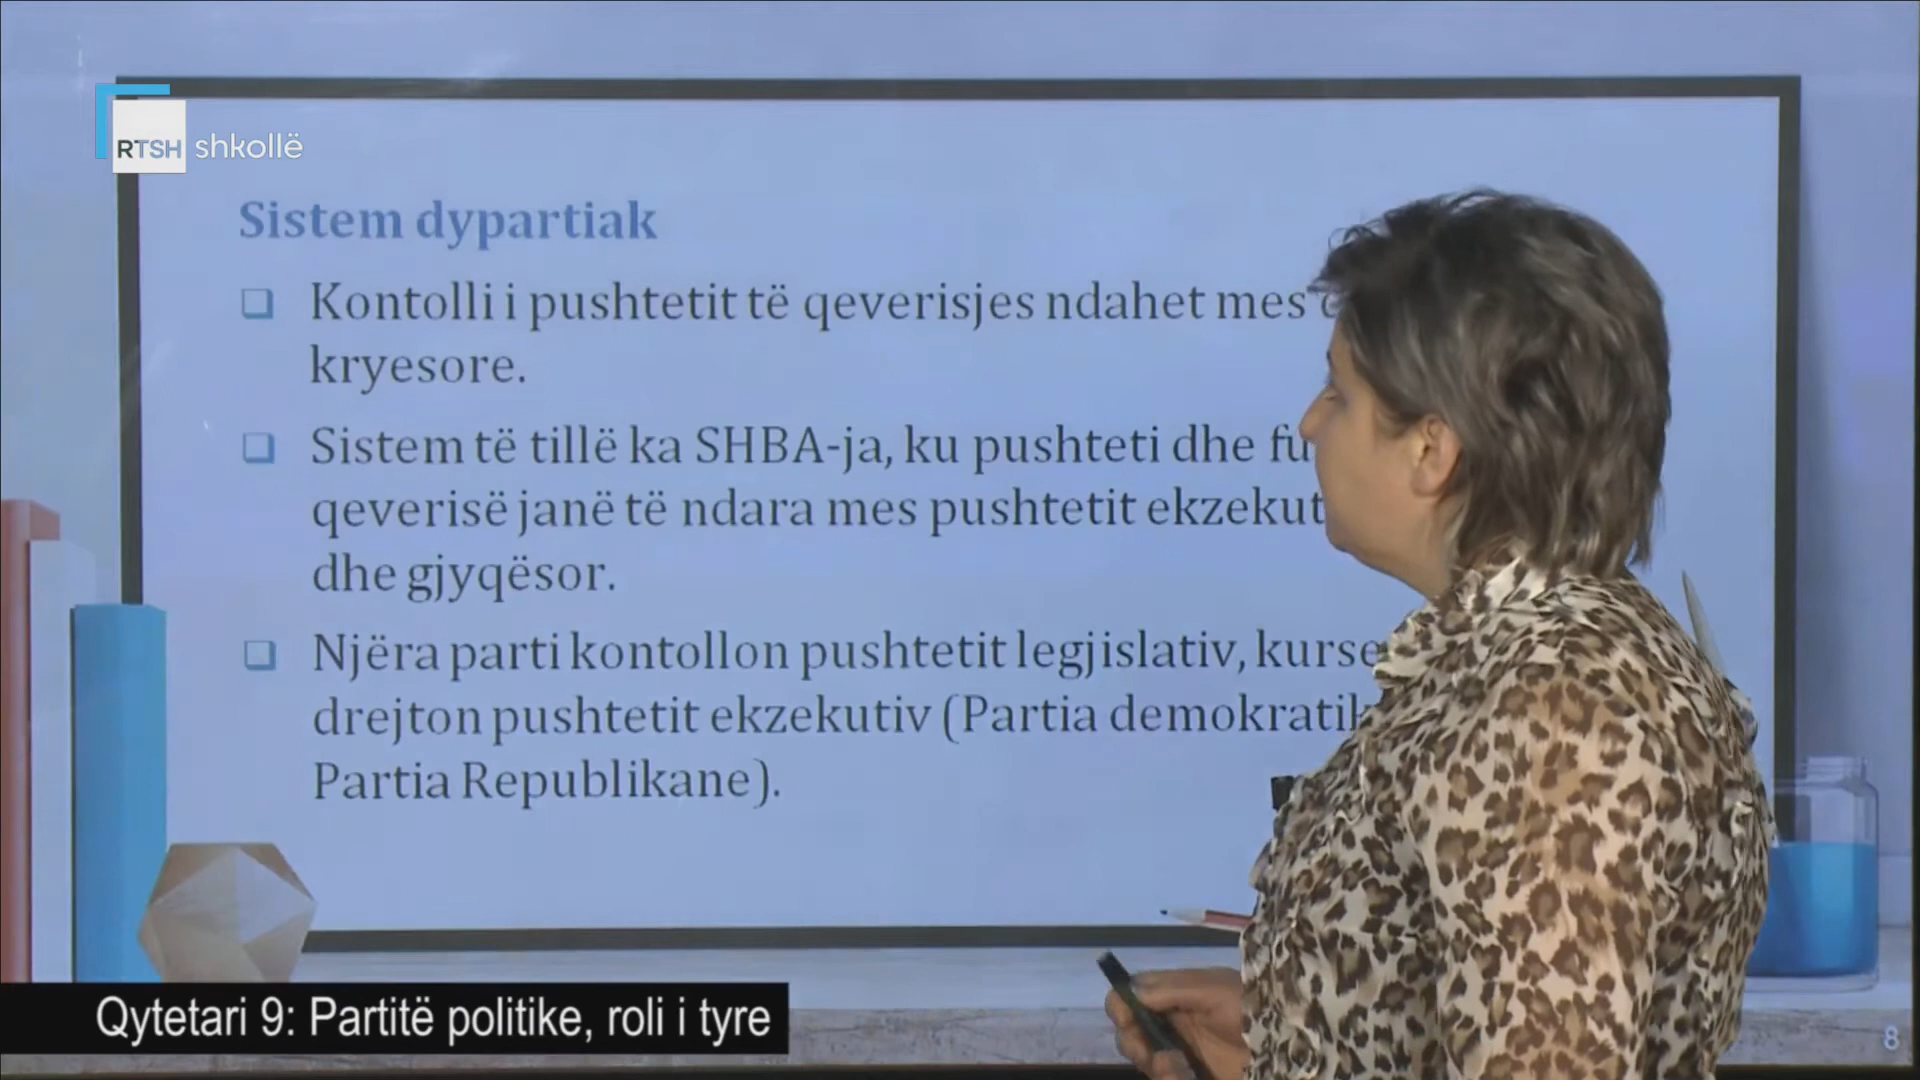 RTSH shkollë
Sistem dypartiak
Kontolli i pushtetit të qeverisjes ndahet mes
kryesore.
Sistem të tillë ka SHBA-ja, ku pushteti dhe
qeverisë janë të ndara mes pushtetit
dhe gjyqësor.
Njëra parti kontollon pushtetit legjislativ,
drejton pushtetit ekzekutiv (Partia
Partia Republikane).
Qytetari 9: Partitë politike, roli i tyre
8